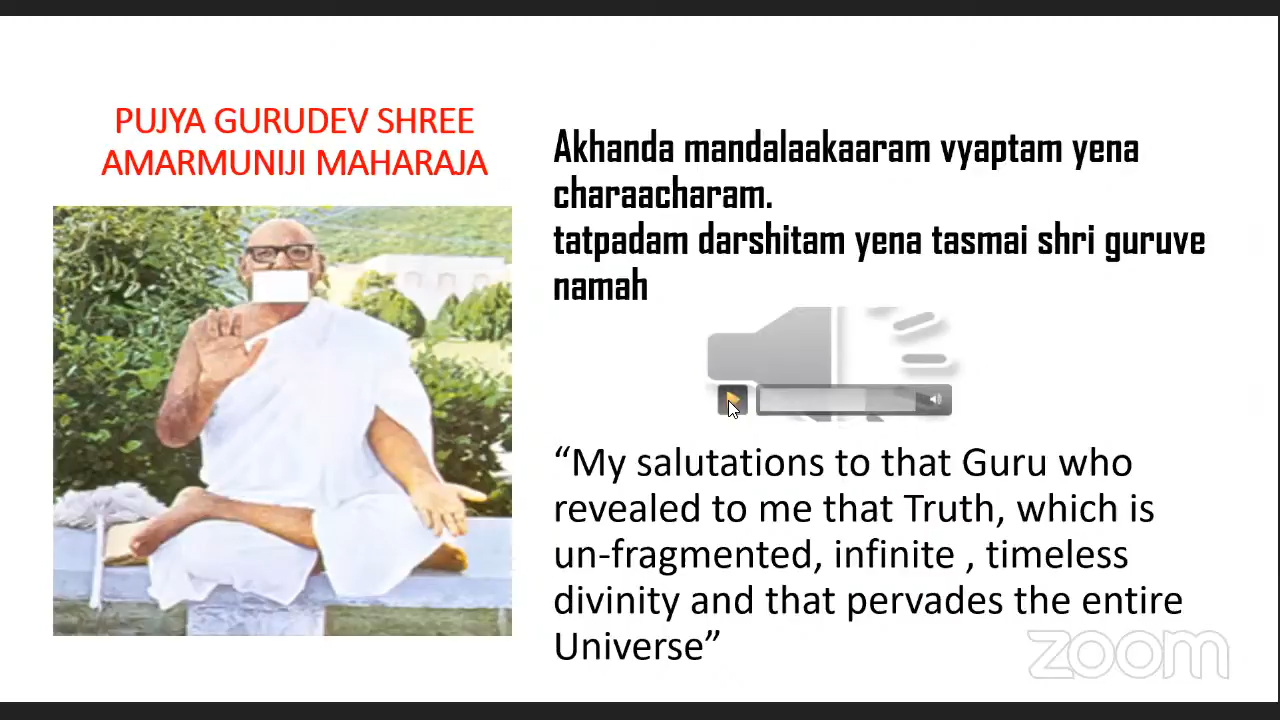 PUJYA GURUDEV SHREE
AMARMUNIJI MAHARAJA
Akhanda mandalaakaaram vyaptam yena
charaacharam.
tatpadam darshitam yena tasmai shri guruve
namah
“My salutations to that Guru who
revealed to me that Truth, which is
un-fragmented, infinite , timeless
divinity and that pervades the entire
Universe”
zoom